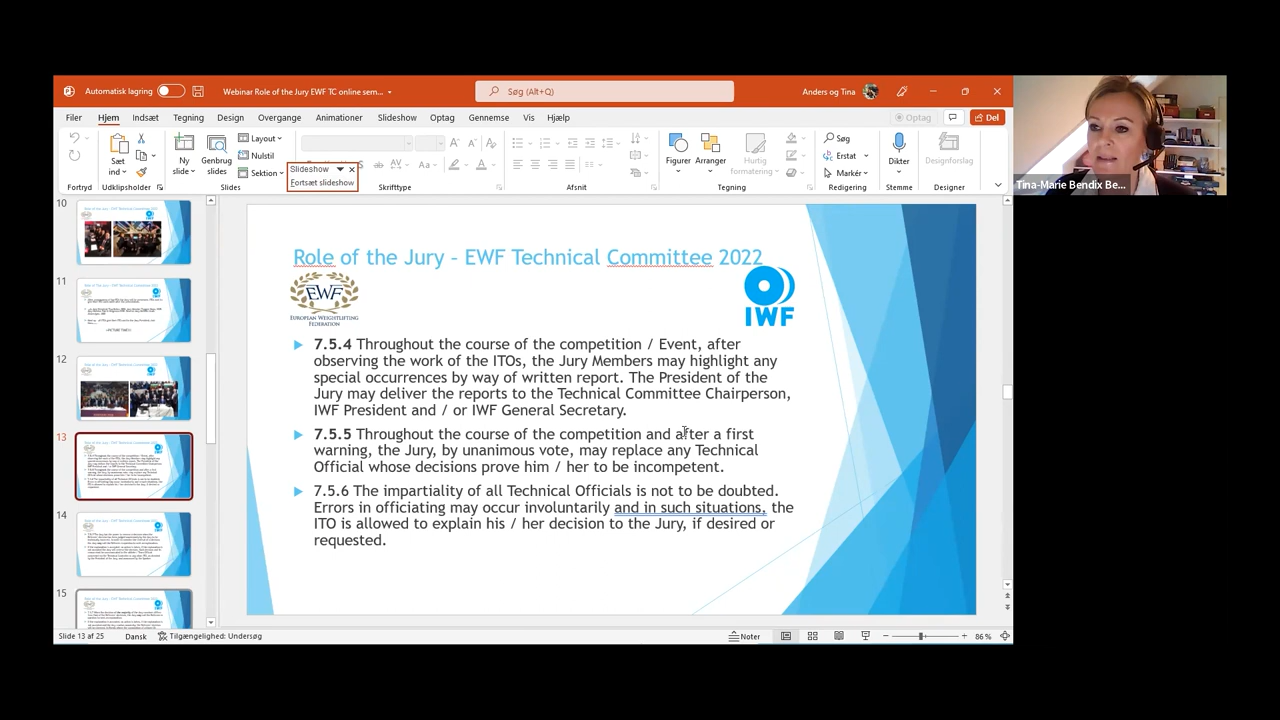 Automatisk lagring
Webinar Role of the Jury EWF TC online sem...
Søg (Alt+Q)
Anders og Tina
Filer Hjem Indsæt Tegning Design Overgange Animationer Slideshow Optag Gennemse Vis Hjælp
Optag
Del
Sæt ind
Udklipsholder
Fortryd
Ny slide
Genbrug slides
Layout
Nulstil
Sektion
Slides
Slideshow
Fortsæt slideshow
Skrifttype
Afsnit
Figurer
Arranger
Hurtig formatering
Tegning
Søg
Erstat
Markér
Redigering
Dikter
Stemme
Designforslag
Designer
Tina-Marie Bendix Be...
10
11
12
13
14
15
Role of the Jury – EWF Technical Committee 2022
EWF
EUROPEAN WEIGHTLIFTING
FEDERATION
IWF
7.5.4 Throughout the course of the competition / Event, after
observing the work of the ITOs, the Jury Members may highlight any
special occurrences by way of written report. The President of the
Jury may deliver the reports to the Technical Committee Chairperson,
IWF President and / or IWF General Secretary.
7.5.5 Throughout the course of the competition and after a first
warning, the Jury, by unanimous vote, may replace any Technical
Official whose decisions prove him / her to be incompetent.
7.5.6 The impartiality of all Technical Officials is not to be doubted.
Errors in officiating may occur involuntarily and in such situations, the
ITO is allowed to explain his / her decision to the Jury, if desired or
requested.
Slide 13 af 25
Dansk
Tilgængelighed: Undersøg
Noter
86 %